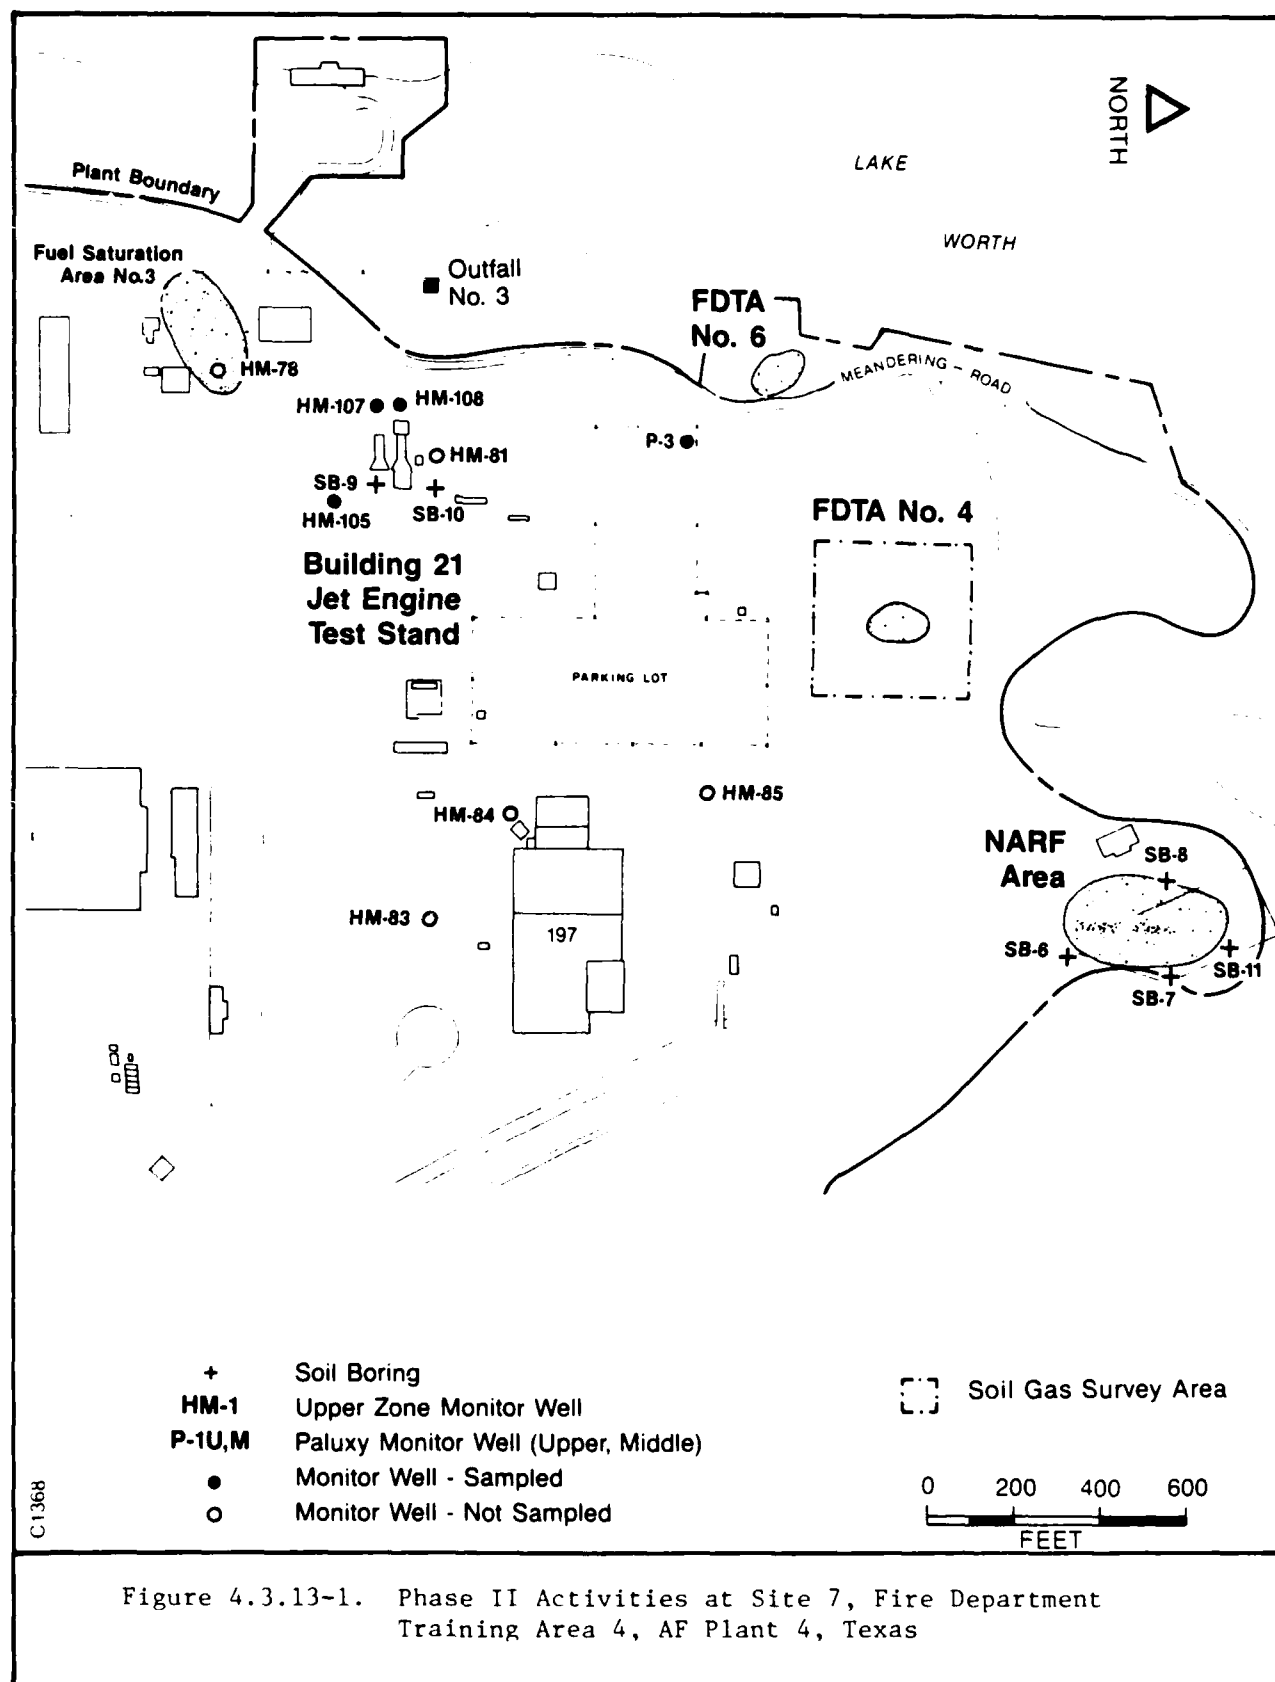 NORTH
LAKE
WORTH
Plant Boundary
Fuel Saturation
Area No.3
Outfall
No. 3
FDTA
No. 6
MEANDERING - ROAD
HM-78
HM-107
HM-108
P-3
HM-81
SB-9
SB-10
HM-105
FDTA No. 4
Building 21
Jet Engine
Test Stand
PARKING LOT
HM-85
HM-84
NARF
Area
SB-8
HM-83
197
SB-6
SB-11
SB-7
+ Soil Boring
HM-1 Upper Zone Monitor Well
P-1U,M Paluxy Monitor Well (Upper, Middle)
● Monitor Well - Sampled
○ Monitor Well - Not Sampled
Soil Gas Survey Area
0 200 400 600
FEET
C1368
Figure 4.3.13-1. Phase II Activities at Site 7, Fire Department
Training Area 4, AF Plant 4, Texas